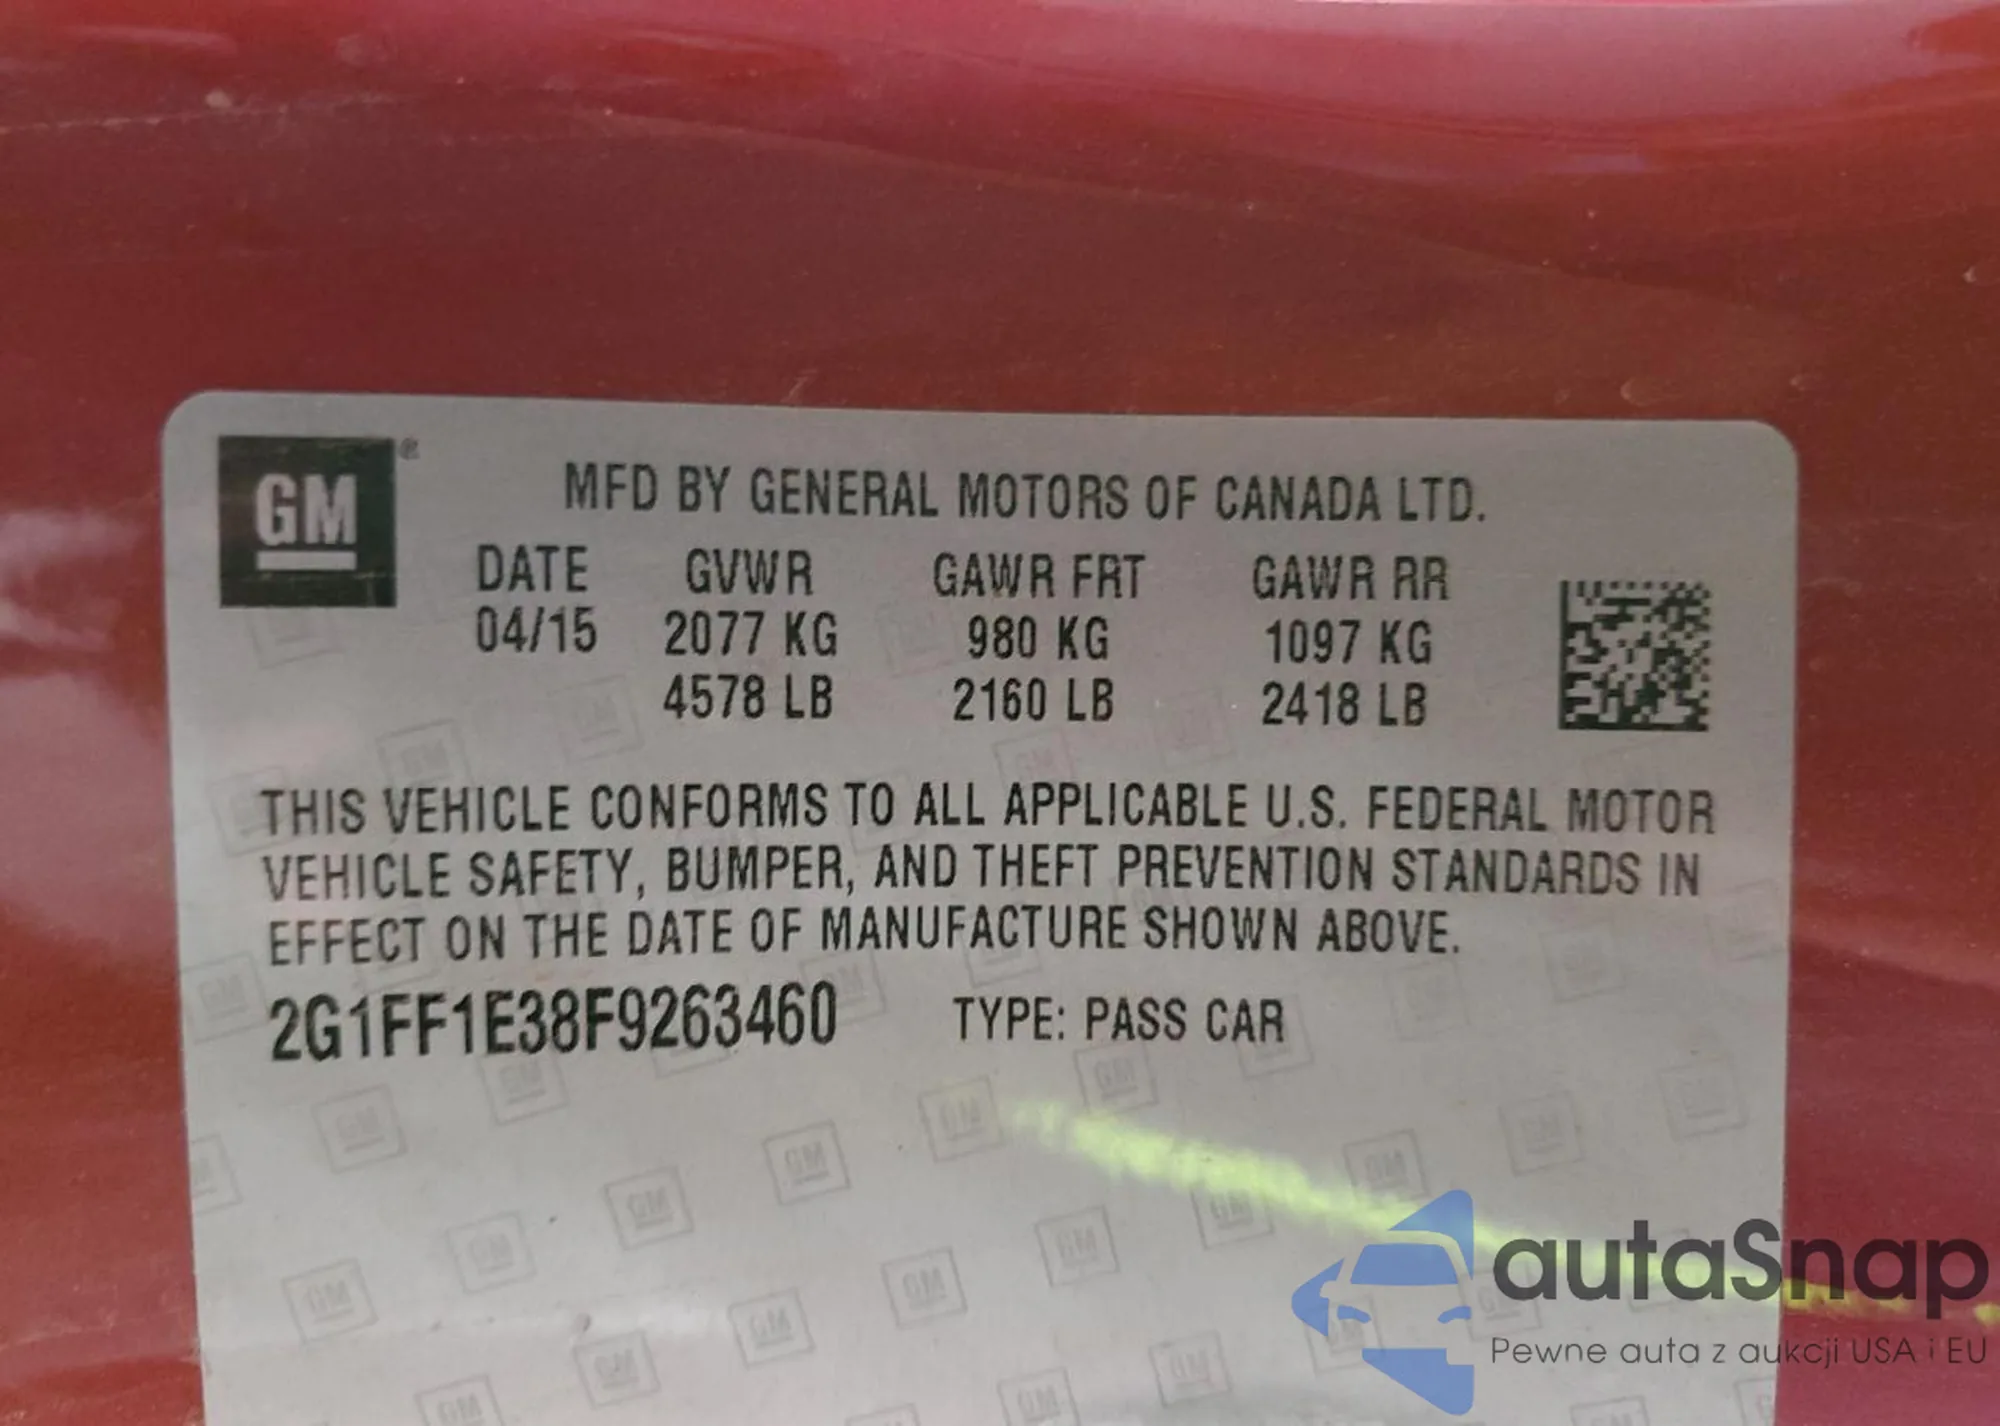 GM®
MFD BY GENERAL MOTORS OF CANADA LTD.
DATE GVWR GAWR FRT GAWR RR
04/15 2077 KG 980 KG 1097 KG
4578 LB 2160 LB 2418 LB
THIS VEHICLE CONFORMS TO ALL APPLICABLE U.S. FEDERAL MOTOR
VEHICLE SAFETY, BUMPER, AND THEFT PREVENTION STANDARDS IN
EFFECT ON THE DATE OF MANUFACTURE SHOWN ABOVE.
2G1FF1E38F9263460 TYPE: PASS CAR
autaSnap
Pewne auta z aukcji USA i EU